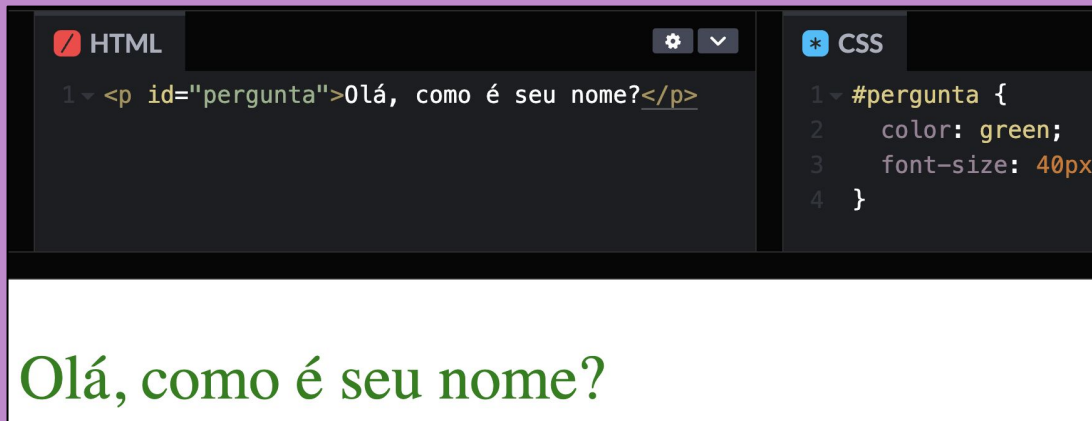 HTML
1 <p id="pergunta">Olá, como é seu nome?</p>
CSS
1 #pergunta {
2 color: green;
3 font-size: 40px
4 }
Olá, como é seu nome?